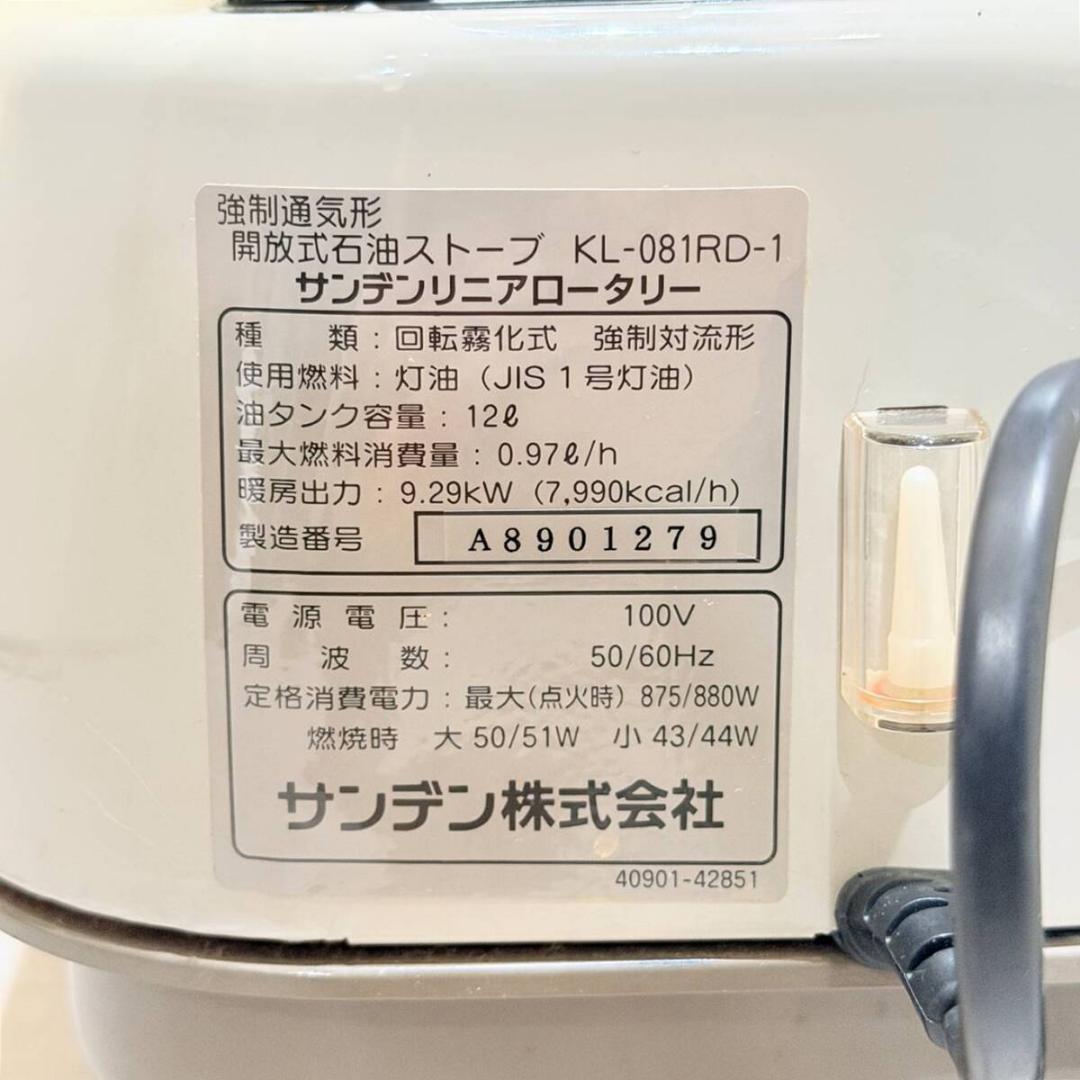 強制通気形
開放式石油ストーブ KL-081RD-1
サンデンリニアロータリー
種 類：回転霧化式 強制対流形
使用燃料：灯油（JIS 1号灯油）
油タンク容量：12ℓ
最大燃料消費量：0.97ℓ/h
暖房出力：9.29kW（7,990kcal/h）
製造番号 A8901279
電源電圧： 100V
周波数： 50/60Hz
定格消費電力：最大(点火時) 875/880W
燃焼時 大 50/51W 小 43/44W
サンデン株式会社
40901-42851